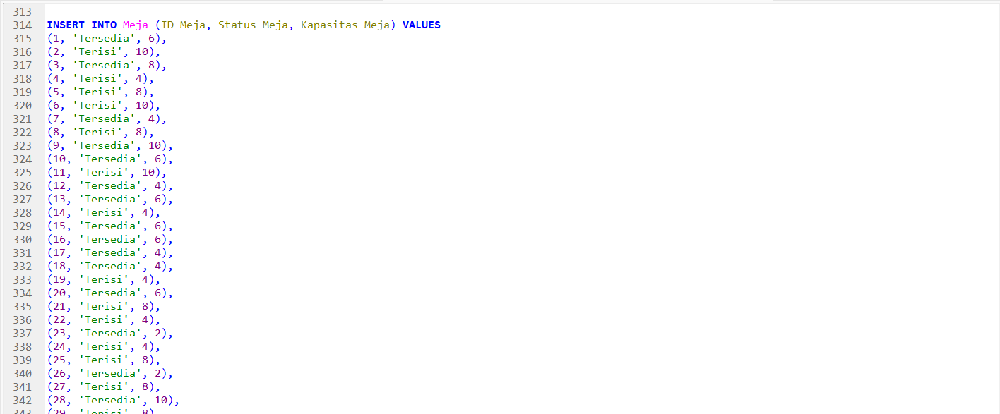 313
314 INSERT INTO Meja (ID_Meja, Status_Meja, Kapasitas_Meja) VALUES
315 (1, 'Tersedia', 6),
316 (2, 'Terisi', 10),
317 (3, 'Tersedia', 8),
318 (4, 'Terisi', 4),
319 (5, 'Terisi', 8),
320 (6, 'Terisi', 10),
321 (7, 'Tersedia', 4),
322 (8, 'Terisi', 8),
323 (9, 'Tersedia', 10),
324 (10, 'Tersedia', 6),
325 (11, 'Terisi', 10),
326 (12, 'Tersedia', 4),
327 (13, 'Tersedia', 6),
328 (14, 'Terisi', 4),
329 (15, 'Tersedia', 6),
330 (16, 'Tersedia', 6),
331 (17, 'Tersedia', 4),
332 (18, 'Tersedia', 4),
333 (19, 'Terisi', 4),
334 (20, 'Tersedia', 6),
335 (21, 'Terisi', 8),
336 (22, 'Terisi', 4),
337 (23, 'Tersedia', 2),
338 (24, 'Terisi', 4),
339 (25, 'Terisi', 8),
340 (26, 'Tersedia', 2),
341 (27, 'Terisi', 8),
342 (28, 'Tersedia', 10),
343 (29, 'Terisi', 8)